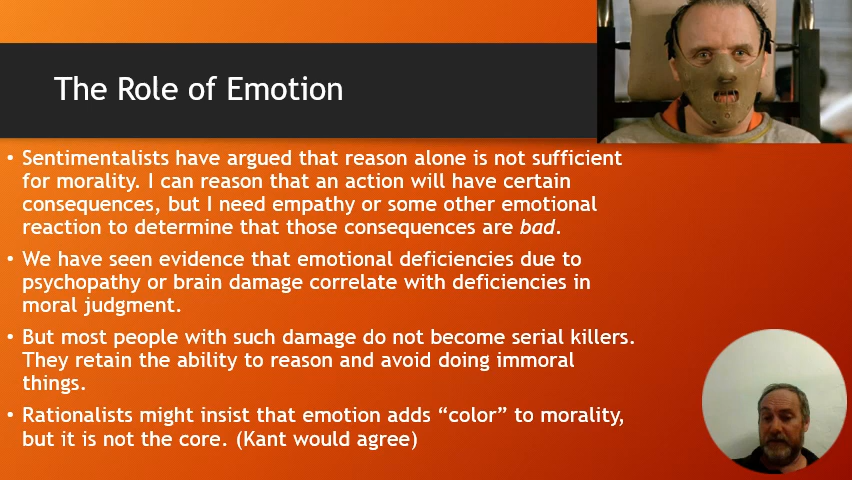 The Role of Emotion
• Sentimentalists have argued that reason alone is not sufficient
for morality. I can reason that an action will have certain
consequences, but I need empathy or some other emotional
reaction to determine that those consequences are bad.
• We have seen evidence that emotional deficiencies due to
psychopathy or brain damage correlate with deficiencies in
moral judgment.
• But most people with such damage do not become serial killers.
They retain the ability to reason and avoid doing immoral
things.
• Rationalists might insist that emotion adds “color” to morality,
but it is not the core. (Kant would agree)